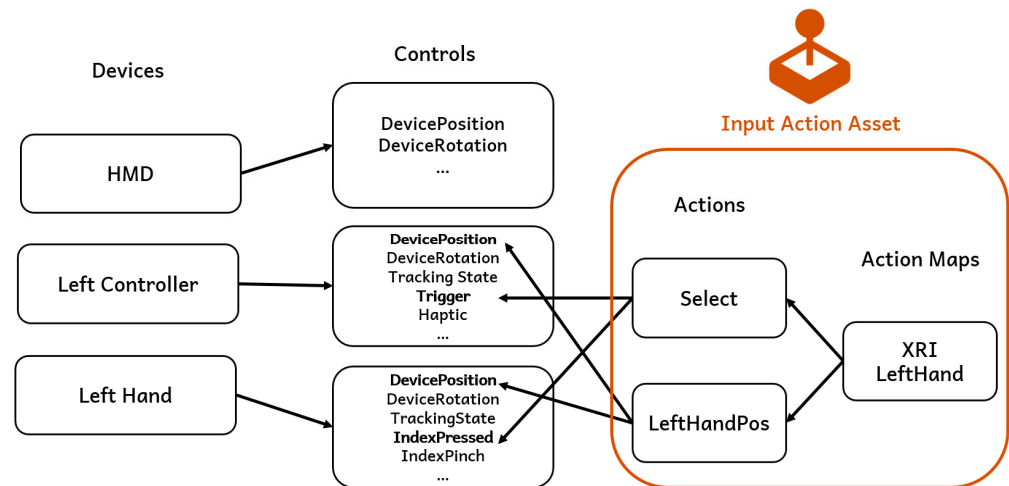 Devices
Controls
Input Action Asset
HMD
DevicePosition
DeviceRotation
...
Actions
Action Maps
Left Controller
DevicePosition
DeviceRotation
Tracking State
Trigger
Haptic
...
Select
XRI
LeftHand
Left Hand
DevicePosition
DeviceRotation
TrackingState
IndexPressed
IndexPinch
...
LeftHandPos